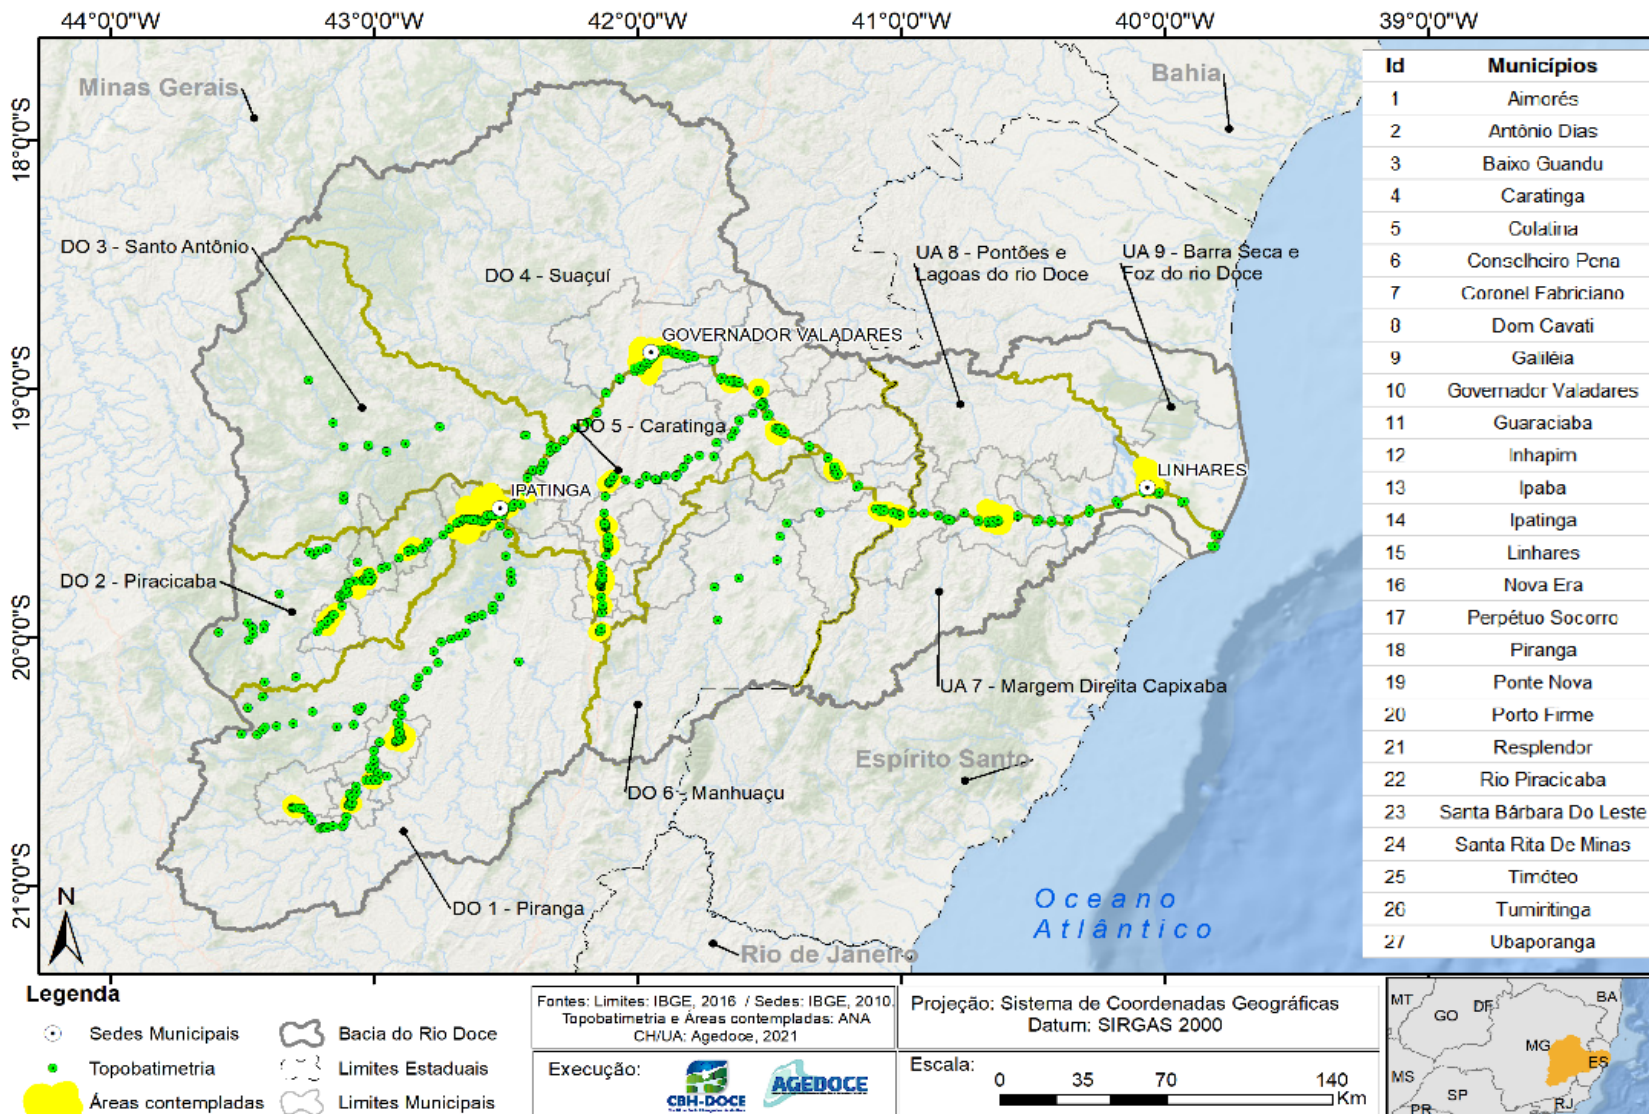 44°0'0"W
43°0'0"W
42°0'0"W
41°0'0"W
40°0'0"W
39°0'0"W
18°0'0"S
19°0'0"S
20°0'0"S
21°0'0"S
Minas Gerais
Bahia
DO 3 - Santo Antônio
DO 4 - Suaçuí
UA 8 - Pontões e
Lagoas do rio Doce
UA 9 - Barra Seca e
Foz do rio Doce
GOVERNADOR VALADARES
DO 5 - Caratinga
IPATINGA
LINHARES
DO 2 - Piracicaba
UA 7 - Margem Direita Capixaba
Espírito Santo
DO 6 - Manhuaçu
DO 1 - Piranga
Rio de Janeiro
Oceano
Atlântico
N
Id Municípios
1 Aimorés
2 Antônio Dias
3 Baixo Guandu
4 Caratinga
5 Colatina
6 Conselheiro Pena
7 Coronel Fabriciano
8 Dom Cavati
9 Galiléia
10 Governador Valadares
11 Guaraciaba
12 Inhapim
13 Ipaba
14 Ipatinga
15 Linhares
16 Nova Era
17 Perpétuo Socorro
18 Piranga
19 Ponte Nova
20 Porto Firme
21 Resplendor
22 Rio Piracicaba
23 Santa Bárbara Do Leste
24 Santa Rita De Minas
25 Timóteo
26 Tumiritinga
27 Ubaporanga
Legenda
Sedes Municipais
Topobatimetria
Áreas contempladas
Bacia do Rio Doce
Limites Estaduais
Limites Municipais
Fontes: Limites: IBGE, 2016 / Sedes: IBGE, 2010.
Topobatimetria e Áreas contempladas: ANA
CH/UA: Agedoce, 2021
Execução:
CBH-DOCE
AGEDOCE
Projeção: Sistema de Coordenadas Geográficas
Datum: SIRGAS 2000
Escala:
0 35 70 140
Km
MT
GO
DF
BA
MG
ES
MS
SP
RJ
PR